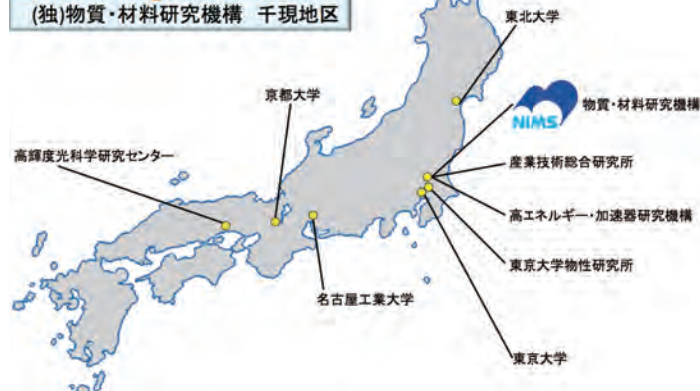 (独)物質・材料研究機構 千現地区
東北大学
京都大学
NIMS 物質・材料研究機構
高輝度光科学研究センター
産業技術総合研究所
高エネルギー・加速器研究機構
東京大学物性研究所
名古屋工業大学
東京大学